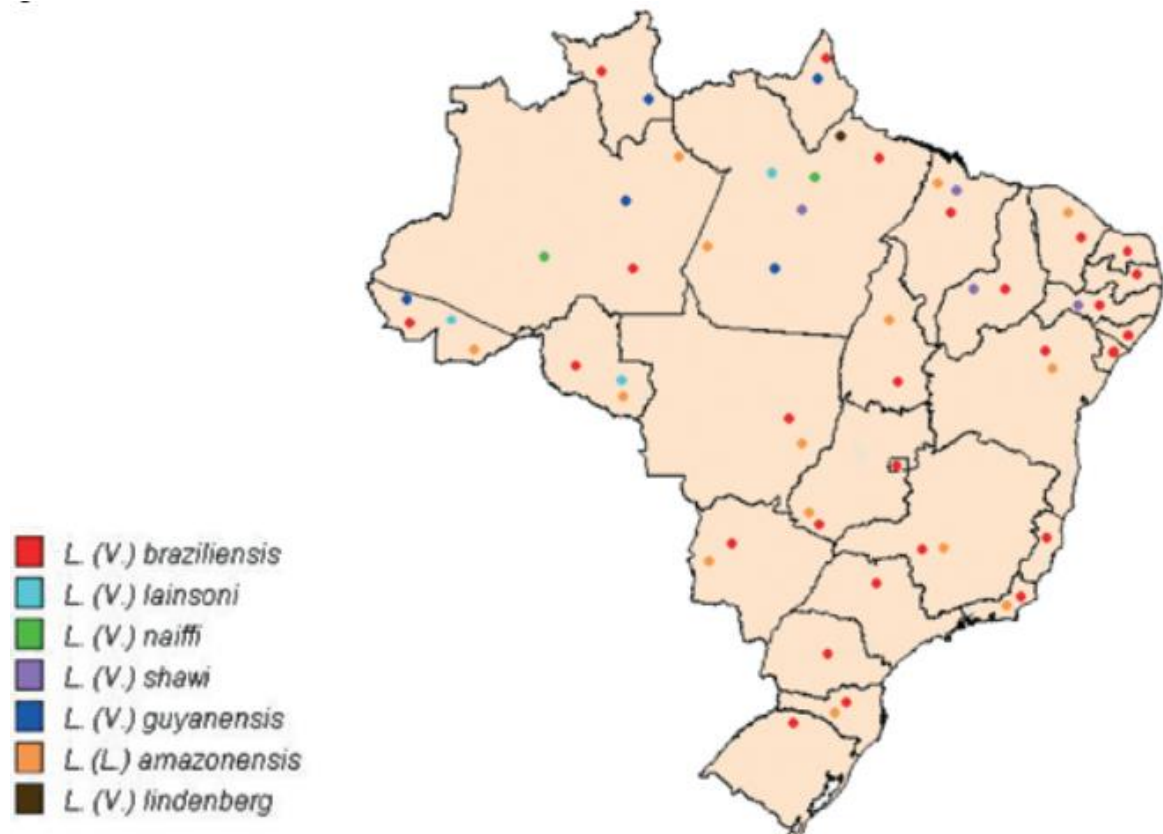 L. (V.) braziliensis
L. (V.) lainsoni
L. (V.) naiffi
L. (V.) shawi
L. (V.) guyanensis
L. (L.) amazonensis
L. (V.) lindenberg